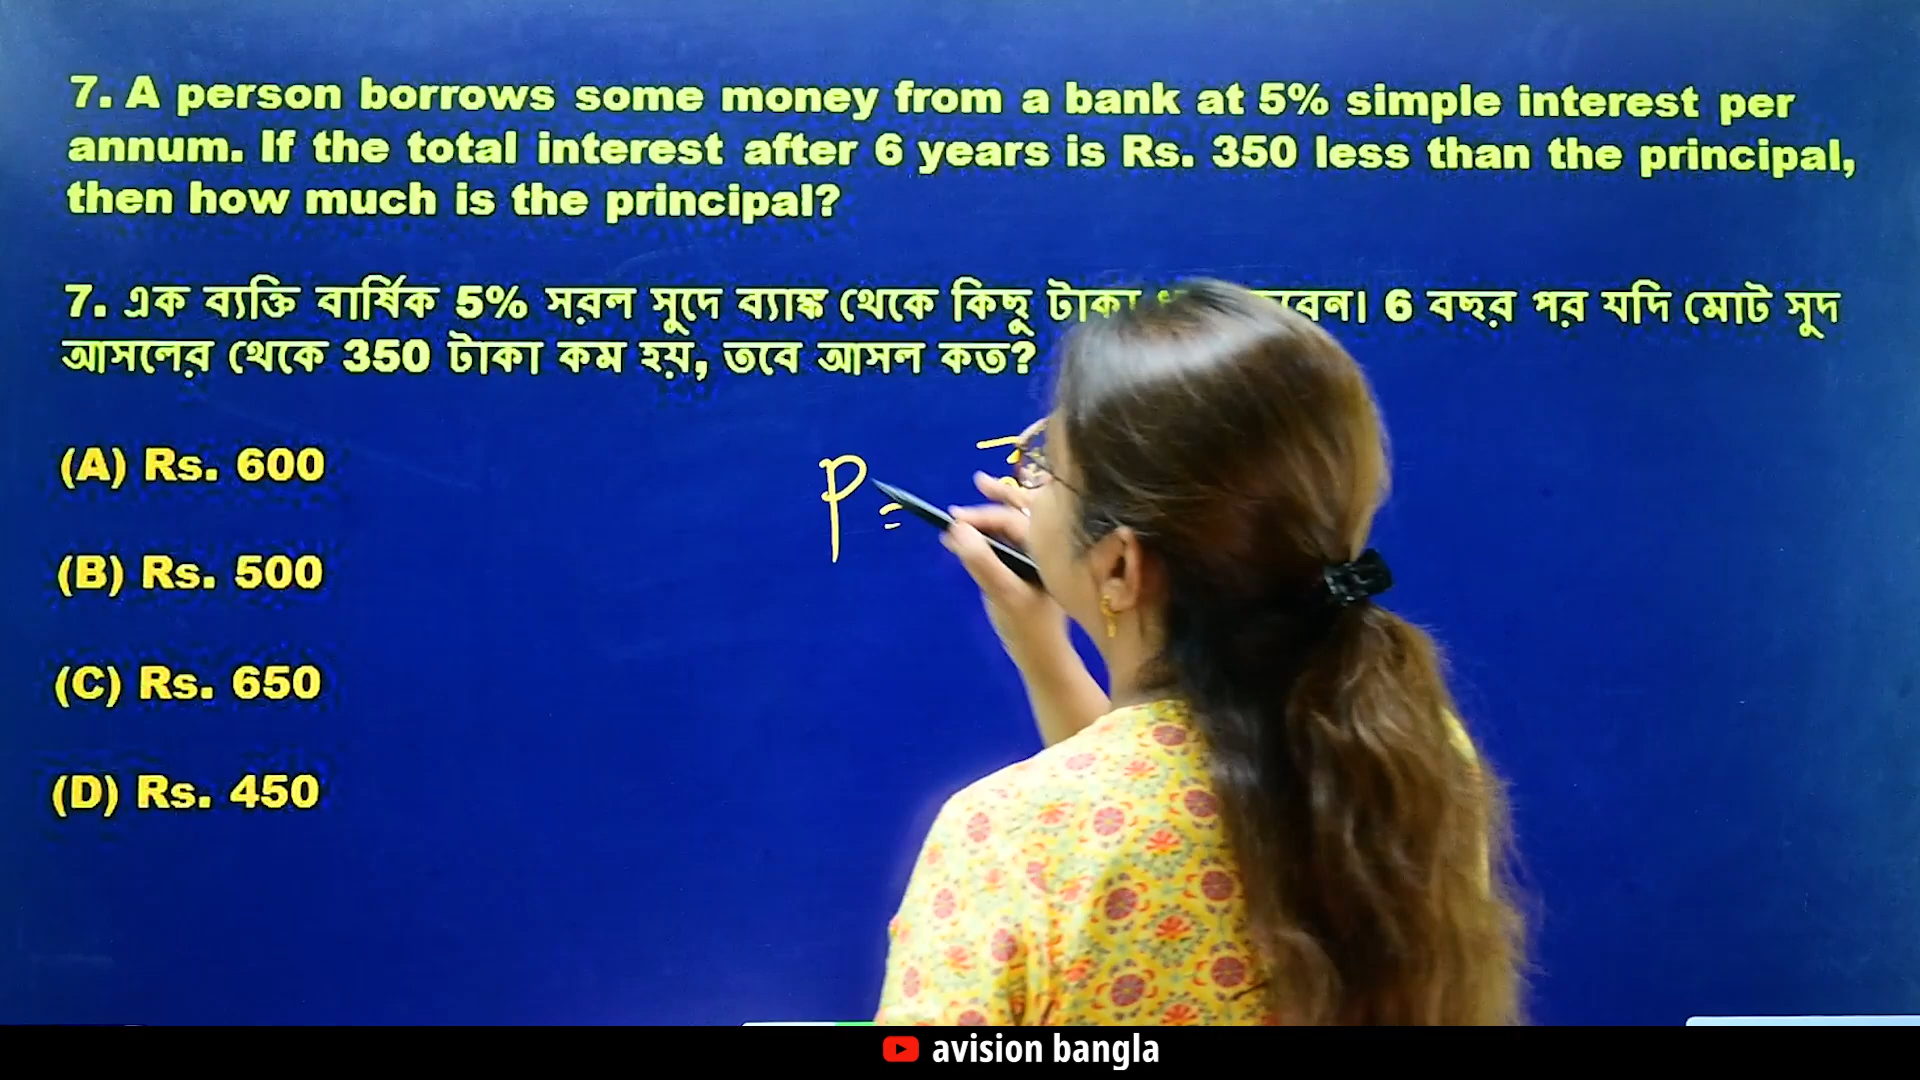 7. A person borrows some money from a bank at 5% simple interest per
annum. If the total interest after 6 years is Rs. 350 less than the principal,
then how much is the principal?
7. এক ব্যক্তি বার্ষিক 5% সরল সুদে ব্যাঙ্ক থেকে কিছু টাকা 6 বছর পর যদি মোট সুদ
আসলের থেকে 350 টাকা কম হয়, তবে আসল কত?
(A) Rs. 600
P =
(B) Rs. 500
(C) Rs. 650
(D) Rs. 450
avision bangla